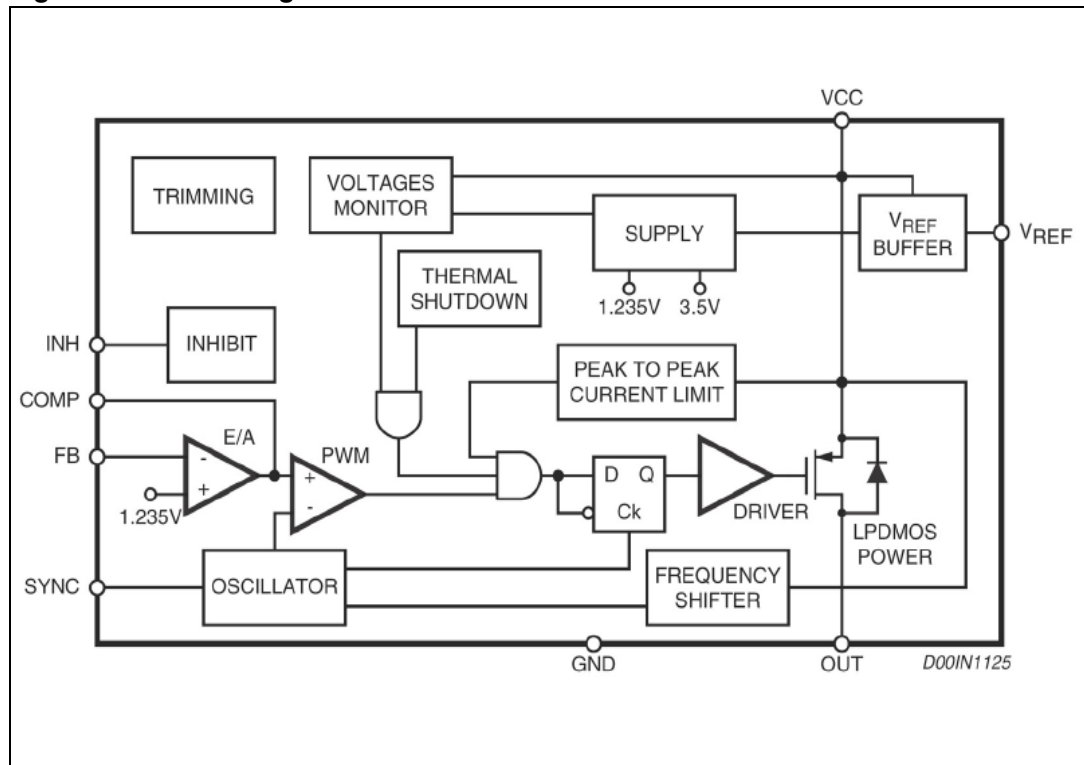 VCC
TRIMMING
VOLTAGES
MONITOR
SUPPLY
VREF
BUFFER
VREF
THERMAL
SHUTDOWN
1.235V 3.5V
INH
INHIBIT
PEAK TO PEAK
CURRENT LIMIT
COMP
E/A
FB
-
+
1.235V
PWM
+
-
D Q
Ck
DRIVER
LPDMOS
POWER
SYNC
OSCILLATOR
FREQUENCY
SHIFTER
GND
OUT
D00IN1125